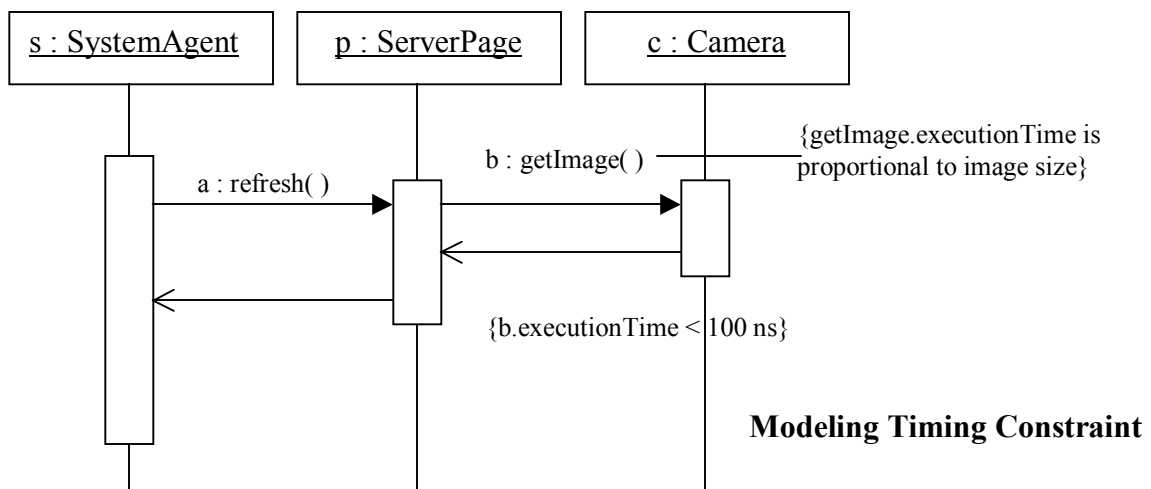 s : SystemAgent
p : ServerPage
c : Camera
{getImage.executionTime is
proportional to image size}
b : getImage( )
a : refresh( )
{b.executionTime < 100 ns}
Modeling Timing Constraint